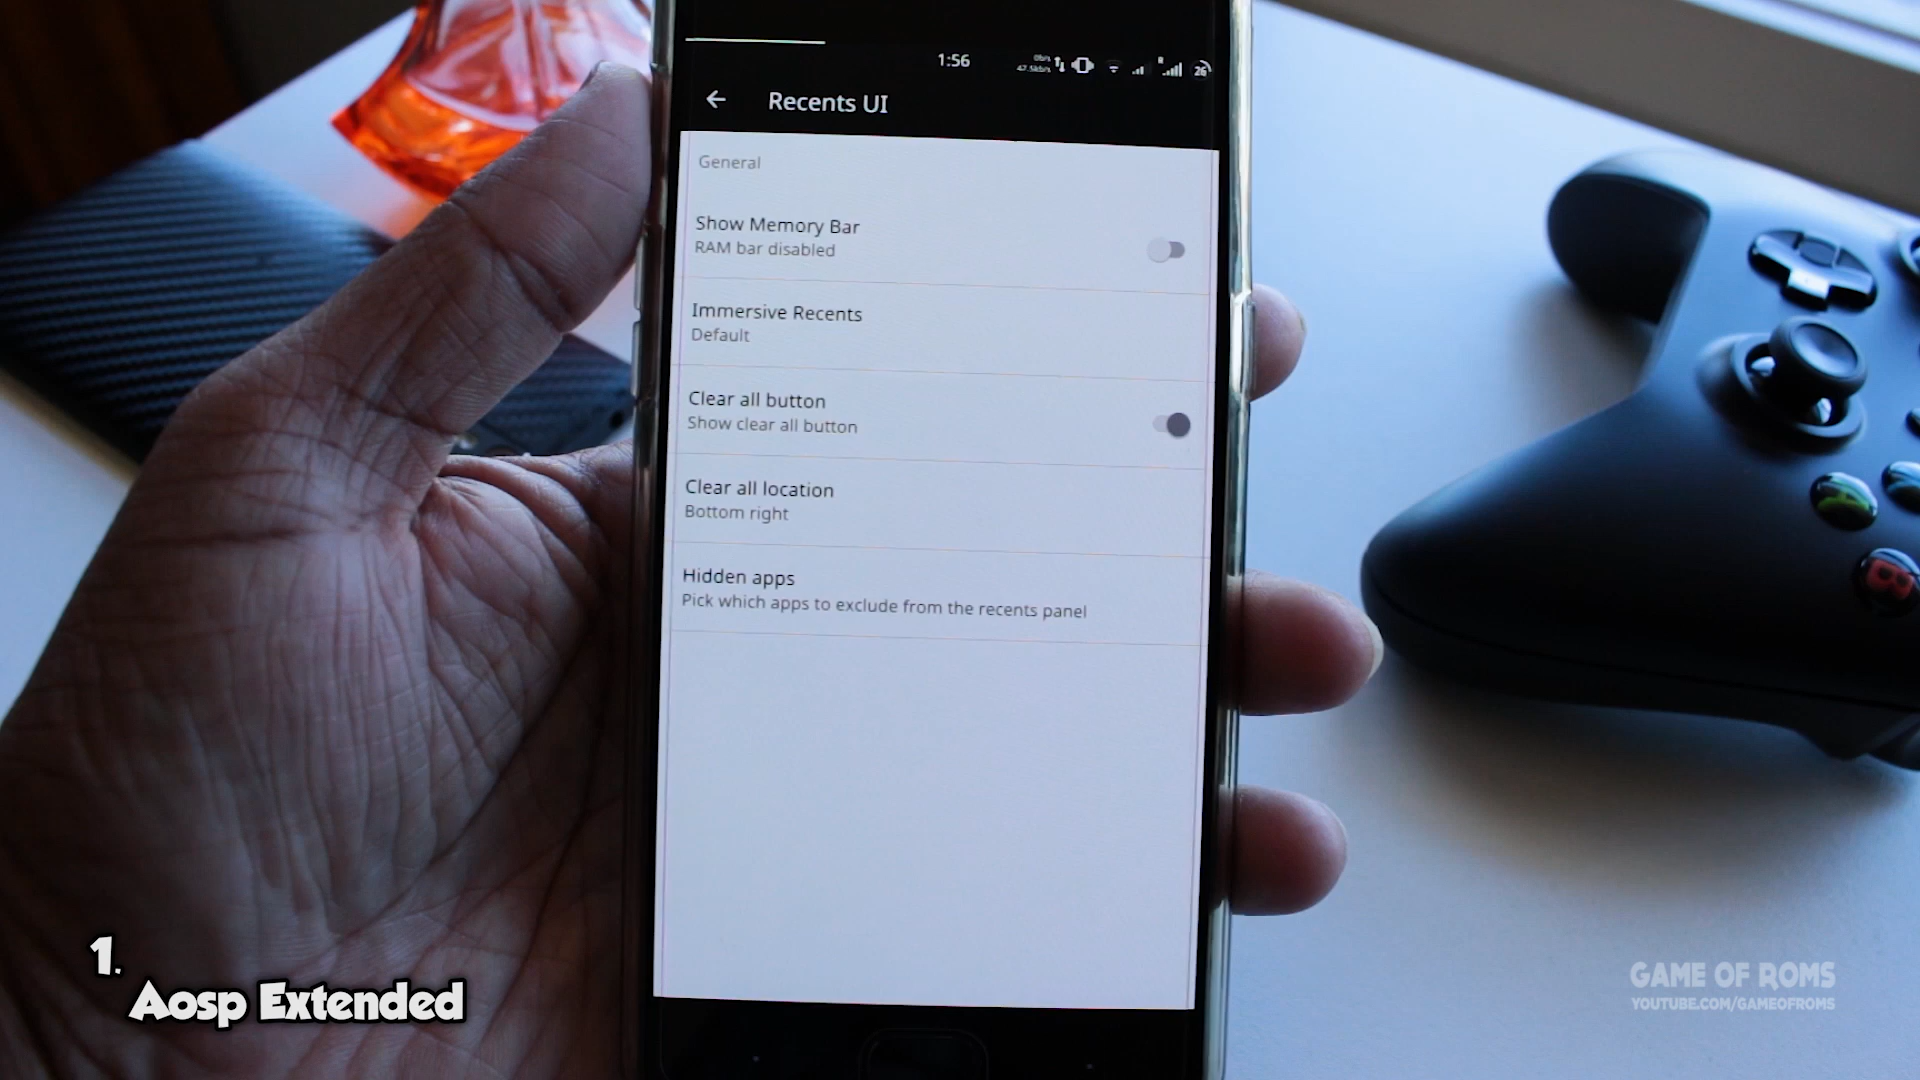 1:56
26
Recents UI
General
Show Memory Bar
RAM bar disabled
Immersive Recents
Default
Clear all button
Show clear all button
Clear all location
Bottom right
Hidden apps
Pick which apps to exclude from the recents panel
B
1.
Aosp Extended
GAME OF ROMS
YOUTUBE.COM/GAMEOFROMS